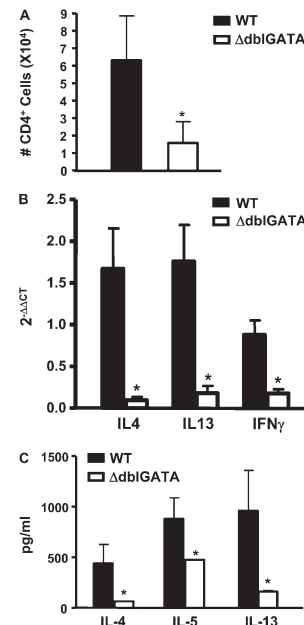 A
9
8
7
6
5
4
3
2
1
0
# CD4⁺ Cells (X10⁴)
WT
ΔdblGATA
*
B
2.5
2.0
1.5
1.0
0.5
0.0
2^-ΔΔCT
WT
ΔdblGATA
* * *
IL4 IL13 IFNγ
C
1500
1000
500
0
pg/ml
WT
ΔdblGATA
* * *
IL-4 IL-5 IL-13